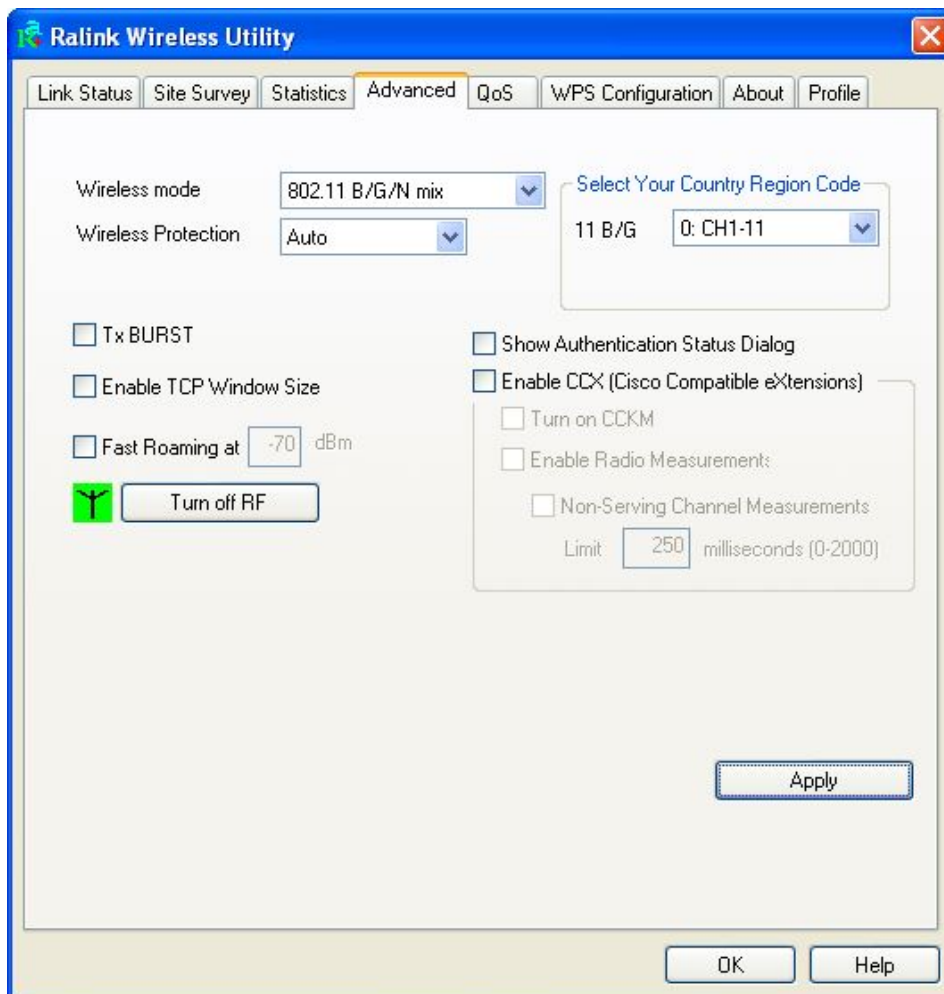 Ralink Wireless Utility
Link Status Site Survey Statistics Advanced QoS WPS Configuration About Profile
Wireless mode 802.11 B/G/N mix
Wireless Protection Auto
Select Your Country Region Code
11 B/G 0: CH1-11
Tx BURST
Enable TCP Window Size
Fast Roaming at -70 dBm
Turn off RF
Show Authentication Status Dialog
Enable CCX (Cisco Compatible eXtensions)
Turn on CCKM
Enable Radio Measurements
Non-Serving Channel Measurements
Limit 250 milliseconds (0-2000)
Apply
OK Help